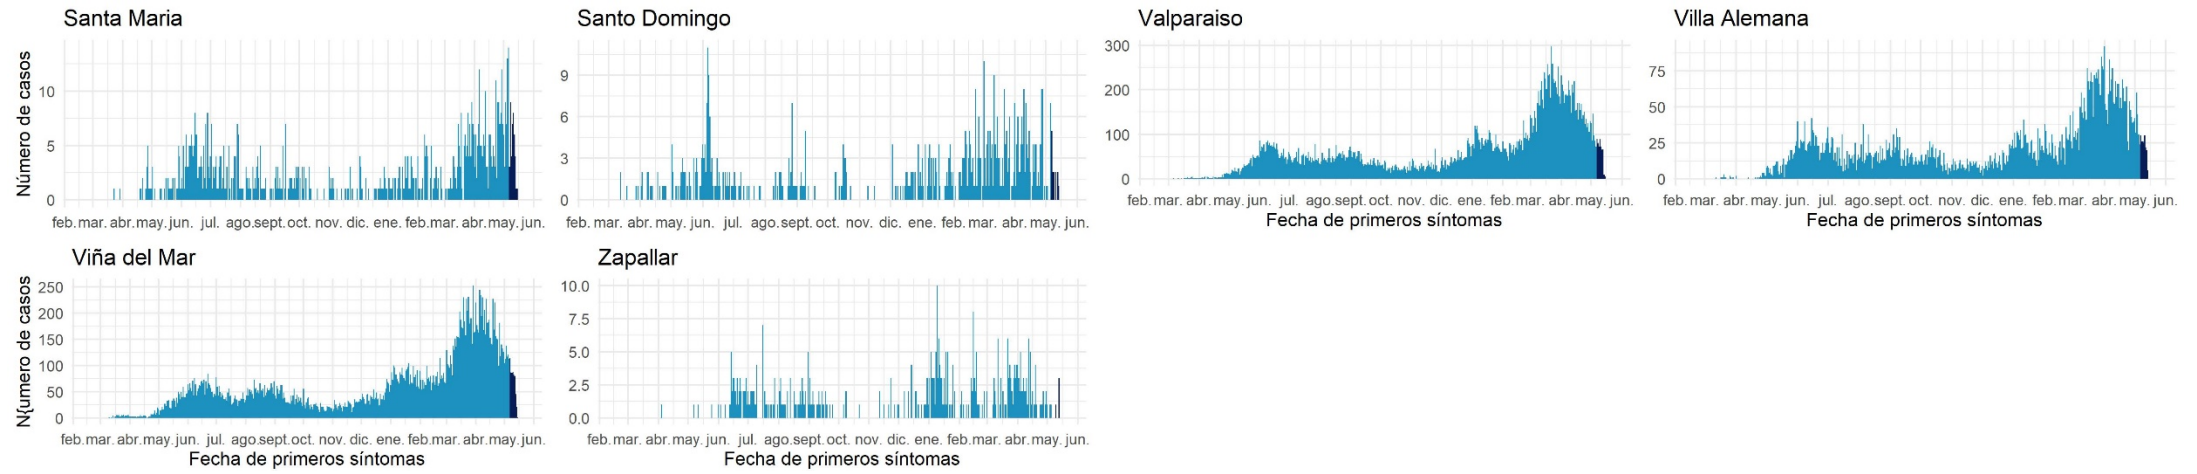 Santa Maria
Santo Domingo
Valparaiso
Villa Alemana
Número de casos
10
5
0
feb. mar. abr. may. jun. jul. ago. sept. oct. nov. dic. ene. feb. mar. abr. may. jun.
9
6
3
0
feb. mar. abr. may. jun. jul. ago. sept. oct. nov. dic. ene. feb. mar. abr. may. jun.
300
200
100
0
feb. mar. abr. may. jun. jul. ago. sept. oct. nov. dic. ene. feb. mar. abr. may. jun.
Fecha de primeros síntomas
75
50
25
0
feb. mar. abr. may. jun. jul. ago. sept. oct. nov. dic. ene. feb. mar. abr. may. jun.
Fecha de primeros síntomas
Viña del Mar
Zapallar
N{umero de casos
250
200
150
100
50
0
feb. mar. abr. may. jun. jul. ago. sept. oct. nov. dic. ene. feb. mar. abr. may. jun.
Fecha de primeros síntomas
10.0
7.5
5.0
2.5
0.0
feb. mar. abr. may. jun. jul. ago. sept. oct. nov. dic. ene. feb. mar. abr. may. jun.
Fecha de primeros síntomas